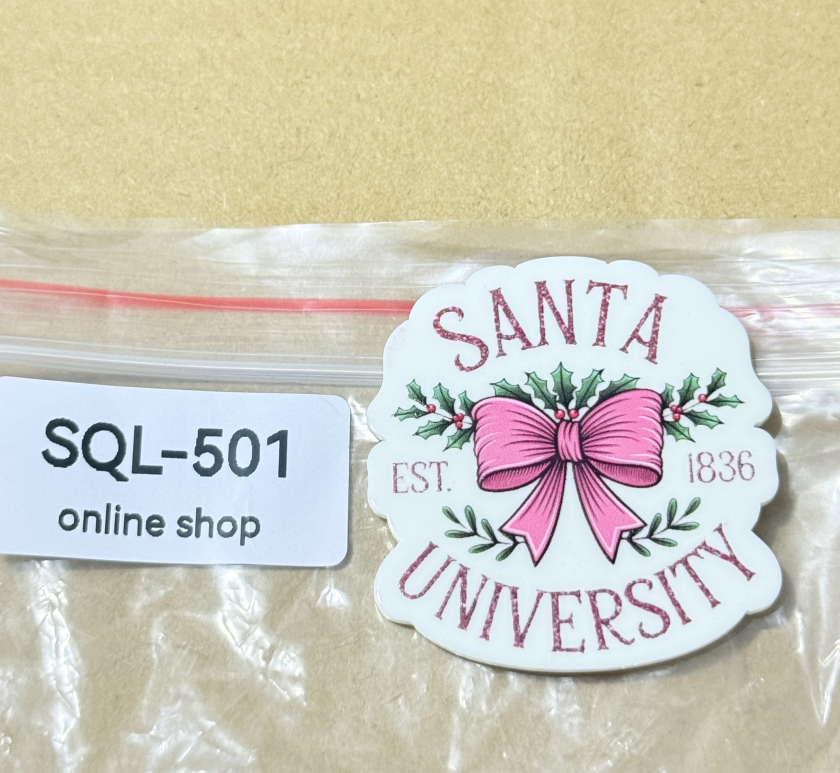 SANTA
EST. 1836
UNIVERSITY
SQL-501
online shop